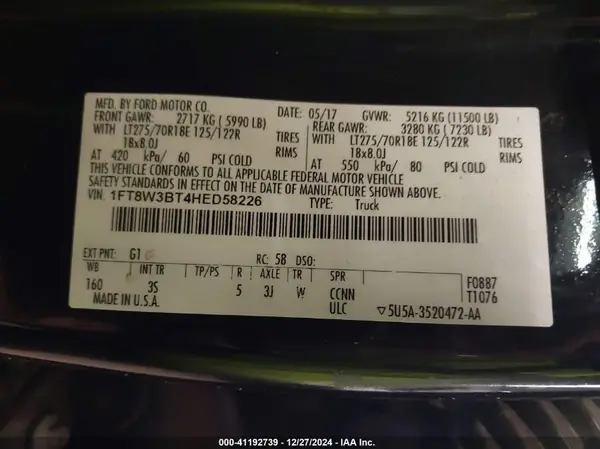 MFD. BY FORD MOTOR CO.
DATE: 05/17 GVWR: 5216 KG (11500 LB)
FRONT GAWR: 2717 KG (5990 LB) REAR GAWR: 3280 KG (7230 LB)
WITH LT275/70R18E 125/122R TIRES WITH LT275/70R18E 125/122R TIRES
18x8.0J RIMS 18x8.0J RIMS
AT 420 kPa/ 60 PSI COLD AT 550 kPa/ 80 PSI COLD
THIS VEHICLE CONFORMS TO ALL APPLICABLE FEDERAL MOTOR VEHICLE
SAFETY STANDARDS IN EFFECT ON THE DATE OF MANUFACTURE SHOWN ABOVE.
VIN: 1FT8W3BT4HED58226 TYPE: Truck
EXT PNT: G1 RC: 58 DSO:
WB INT TR TP/PS R AXLE TR SPR
160 3S 5 3J W CCNN F0887
MADE IN U.S.A. ULC T1076
▽5U5A-3520472-AA
000-41192739 - 12/27/2024 - IAA Inc.